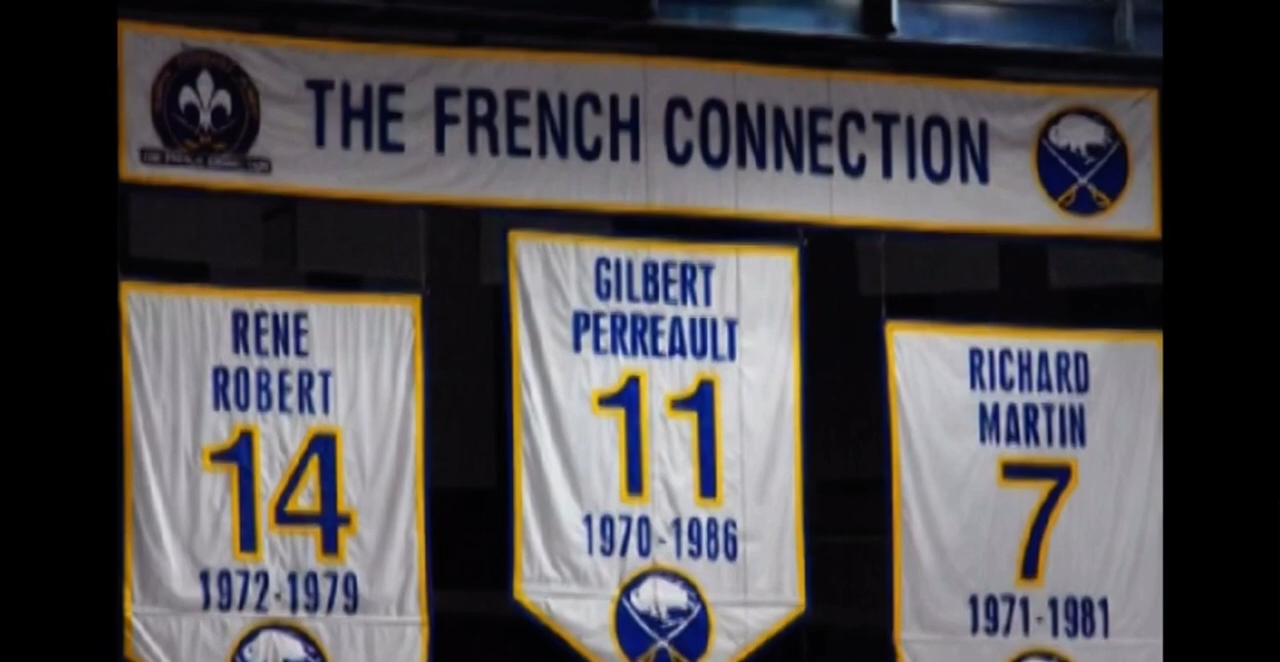 THE FRENCH CONNECTION
RENE
ROBERT
14
1972-1979
GILBERT
PERREAULT
11
1970-1986
RICHARD
MARTIN
7
1971-1981